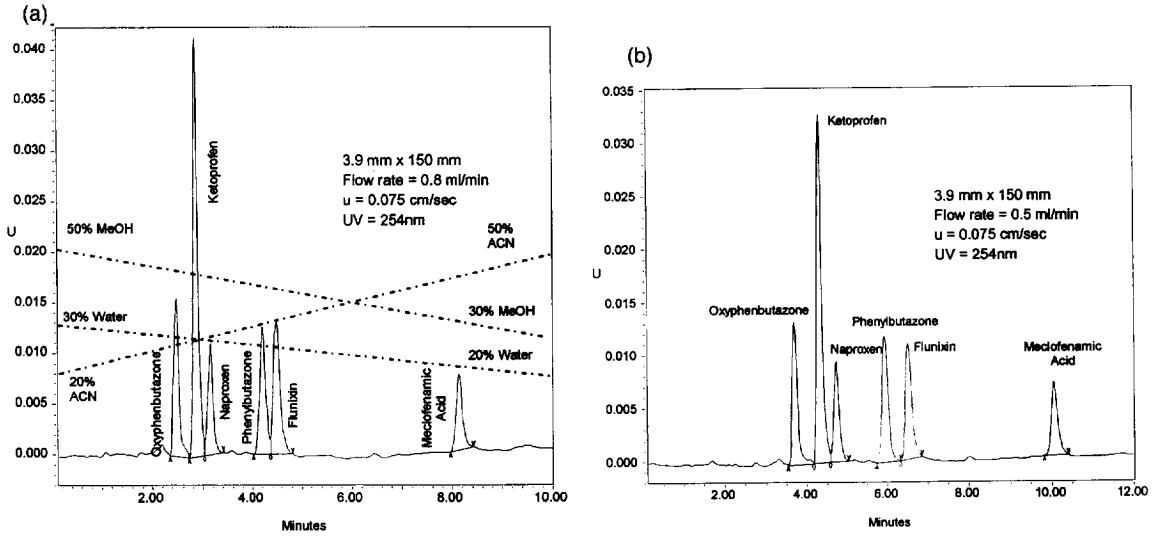 (a)
0.040
0.035
0.030
0.025
0.020
0.015
0.010
0.005
0.000
U
50% MeOH
30% Water
20%
ACN
Oxyphenbutazone
Ketoprofen
Naproxen
Phenylbutazone
Flunixin
Meclofenamic
Acid
3.9 mm x 150 mm
Flow rate = 0.8 ml/min
u = 0.075 cm/sec
UV = 254nm
50%
ACN
30% MeOH
20% Water
2.00
4.00
6.00
8.00
10.00
Minutes
(b)
0.035
0.030
0.025
0.020
0.015
0.010
0.005
0.000
U
Ketoprofen
3.9 mm x 150 mm
Flow rate = 0.5 ml/min
u = 0.075 cm/sec
UV = 254nm
Oxyphenbutazone
Phenylbutazone
Naproxen
Flunixin
Meclofenamic
Acid
2.00
4.00
6.00
8.00
10.00
12.00
Minutes